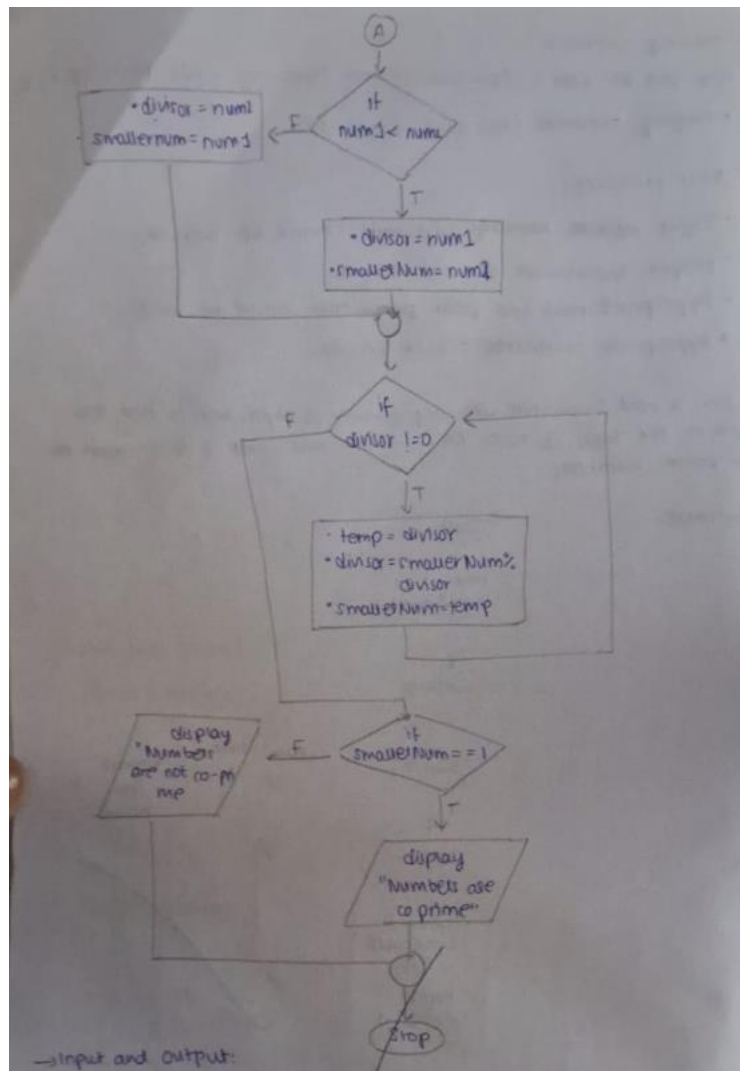 A
if
num1 < num2
F
• divisor = num2
smallernum = num1
T
• divisor = num1
• smallerNum = num2
if
divisor != 0
F
T
• temp = divisor
• divisor = smallerNum %
divisor
• smallerNum = temp
if
smallerNum == 1
F
display
"Numbers
are not co-pri
me
T
display
"Numbers are
co prime"
Stop
→ Input and Output: